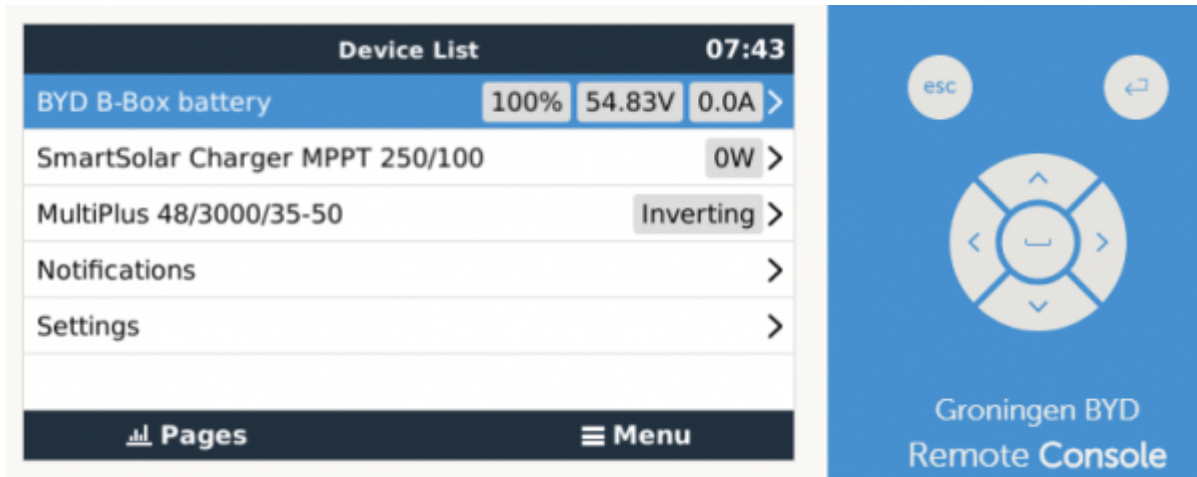 Device List 07:43
BYD B-Box battery 100% 54.83V 0.0A
SmartSolar Charger MPPT 250/100 0W
MultiPlus 48/3000/35-50 Inverting
Notifications
Settings
Pages Menu
esc
Groningen BYD
Remote Console